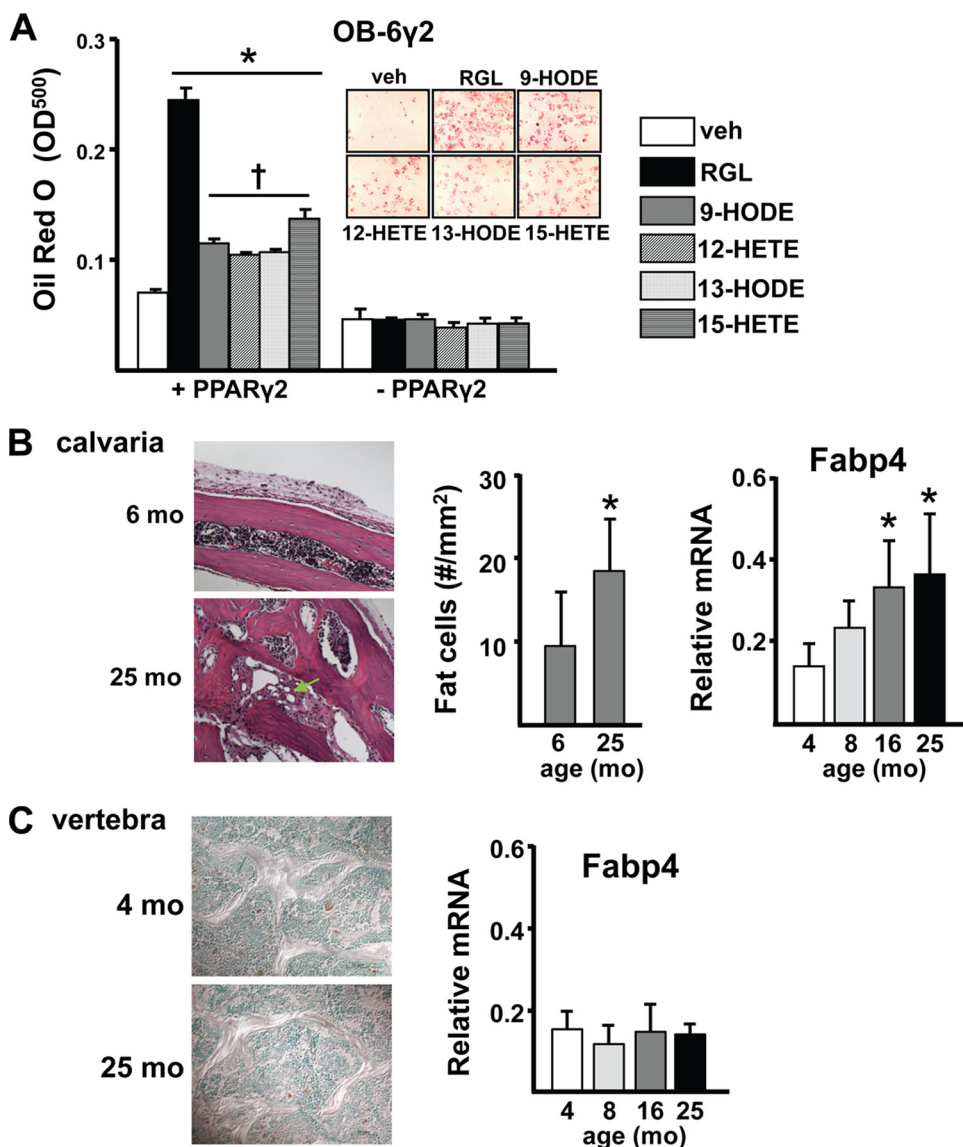 A
OB-6γ2
Oil Red O (OD⁵⁰⁰)
0.3
0.2
0.1
*
†
veh RGL 9-HODE
12-HETE 13-HODE 15-HETE
+ PPARγ2 - PPARγ2
veh
RGL
9-HODE
12-HETE
13-HODE
15-HETE
B calvaria
6 mo
25 mo
Fat cells (#/mm²)
30
20
10
*
6 25
age (mo)
Fabp4
Relative mRNA
0.6
0.4
0.2
* *
4 8 16 25
age (mo)
C vertebra
4 mo
25 mo
Fabp4
Relative mRNA
0.6
0.4
0.2
4 8 16 25
age (mo)